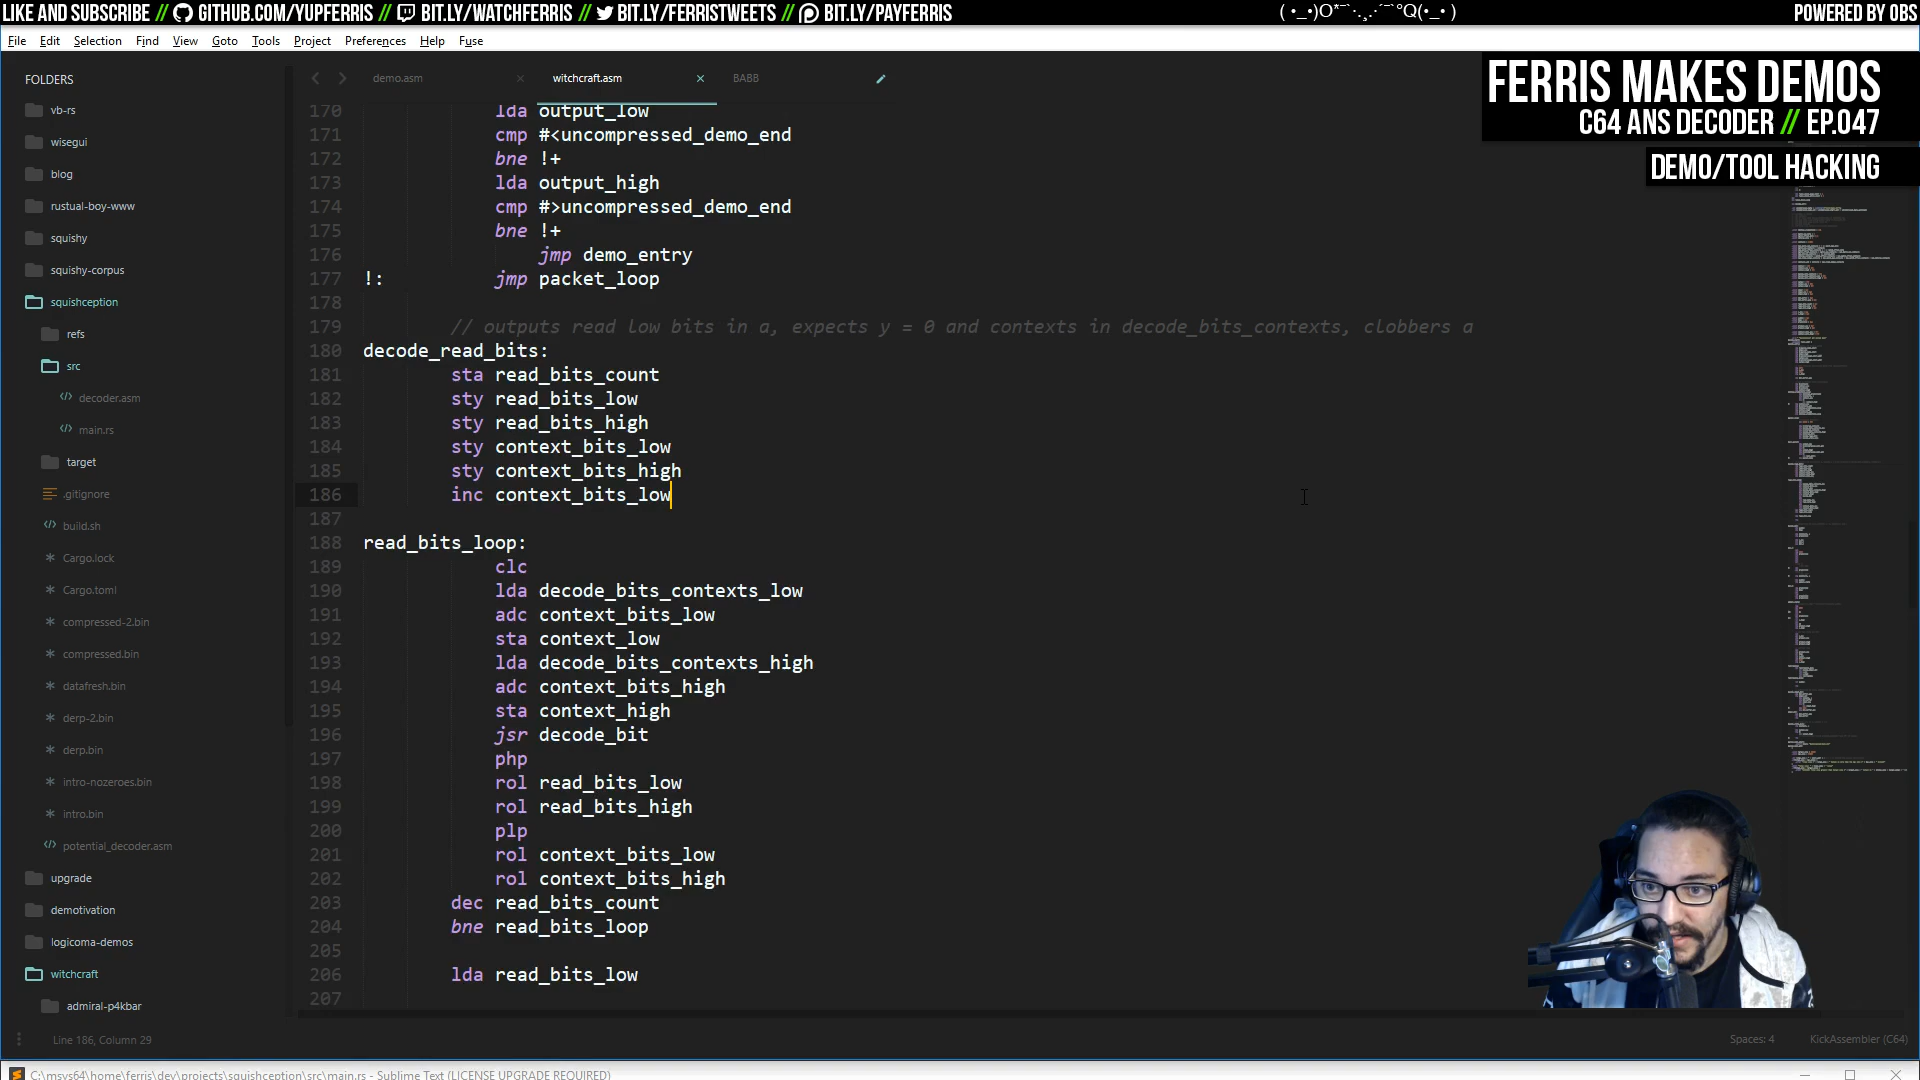 LIKE AND SUBSCRIBE // GITHUB.COM/YUPFERRIS // BIT.LY/WATCHFERRIS // BIT.LY/FERRISTWEETS // BIT.LY/PAYFERRIS
POWERED BY OBS
File Edit Selection Find View Goto Tools Project Preferences Help Fuse
FERRIS MAKES DEMOS
C64 ANS DECODER // EP.047
DEMO/TOOL HACKING
FOLDERS
vb-rs
wisegui
blog
rustual-boy-www
squishy
squishy-corpus
squishception
refs
src
decoder.asm
main.rs
target
.gitignore
build.sh
Cargo.lock
Cargo.toml
compressed-2.bin
compressed.bin
datafresh.bin
derp-2.bin
derp.bin
intro-nozeroes.bin
intro.bin
potential_decoder.asm
upgrade
demotivation
logicoma-demos
witchcraft
admiral-p4kbar
demo.asm witchcraft.asm BABB
170 lda output_low
171 cmp #<uncompressed_demo_end
172 bne !+
173 lda output_high
174 cmp #>uncompressed_demo_end
175 bne !+
176 jmp demo_entry
177 !: jmp packet_loop
178
179 // outputs read low bits in a, expects y = 0 and contexts in decode_bits_contexts, clobbers a
180 decode_read_bits:
181 sta read_bits_count
182 sty read_bits_low
183 sty read_bits_high
184 sty context_bits_low
185 sty context_bits_high
186 inc context_bits_low
187
188 read_bits_loop:
189 clc
190 lda decode_bits_contexts_low
191 adc context_bits_low
192 sta context_low
193 lda decode_bits_contexts_high
194 adc context_bits_high
195 sta context_high
196 jsr decode_bit
197 php
198 rol read_bits_low
199 rol read_bits_high
200 plp
201 rol context_bits_low
202 rol context_bits_high
203 dec read_bits_count
204 bne read_bits_loop
205
206 lda read_bits_low
207
Line 186, Column 29
Spaces: 4
KickAssembler (C64)
C:\msys64\home\ferris\dev\projects\squishception\src\main.rs - Sublime Text (LICENSE UPGRADE REQUIRED)